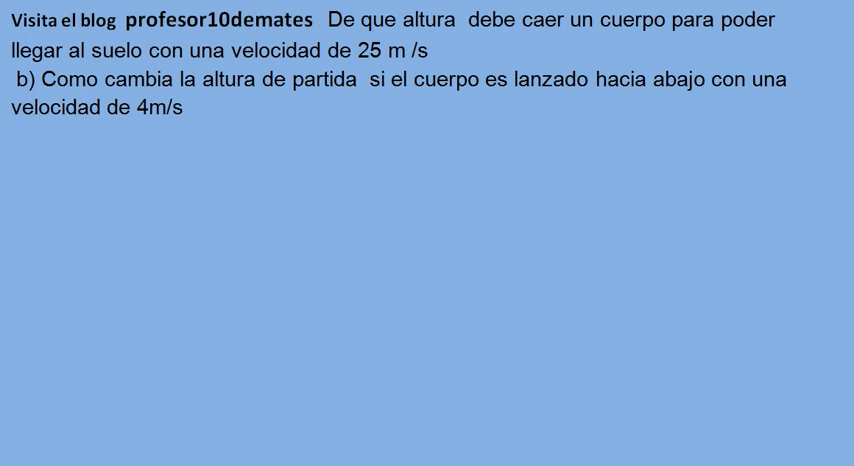 Visita el blog profesor10demates De que altura debe caer un cuerpo para poder
llegar al suelo con una velocidad de 25 m /s
b) Como cambia la altura de partida si el cuerpo es lanzado hacia abajo con una
velocidad de 4m/s